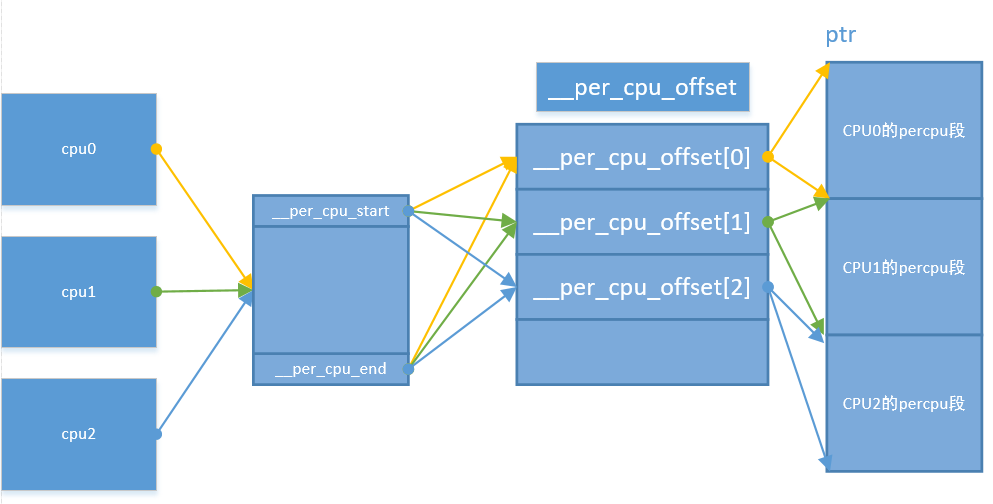 cpu0
cpu1
cpu2
__per_cpu_start
__per_cpu_end
__per_cpu_offset
__per_cpu_offset[0]
__per_cpu_offset[1]
__per_cpu_offset[2]
ptr
CPU0的percpu段
CPU1的percpu段
CPU2的percpu段